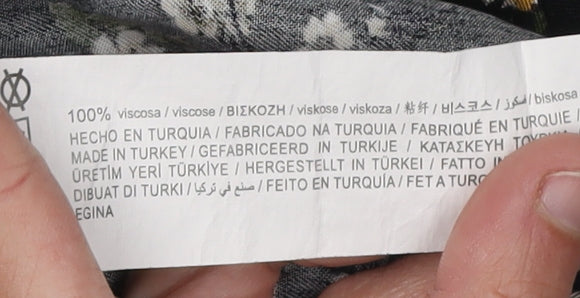 100% viscosa / viscose / ΒΙΣΚΟΖΗ / viskose / viskoza / 粘纤 / 비스코스 / فسكوز / biskosa
HECHO EN TURQUIA / FABRICADO NA TURQUIA / FABRIQUÉ EN TURQUIE /
MADE IN TURKEY / GEFABRICEERD IN TURKIJE / ΚΑΤΑΣΚΕΥΗ
ÜRETİM YERİ TÜRKİYE / HERGESTELLT IN TÜRKEI / FATTO IN
DIBUAT DI TURKI / صنع في تركيا / FEITO EN TURQUÍA / FET A
EGINA